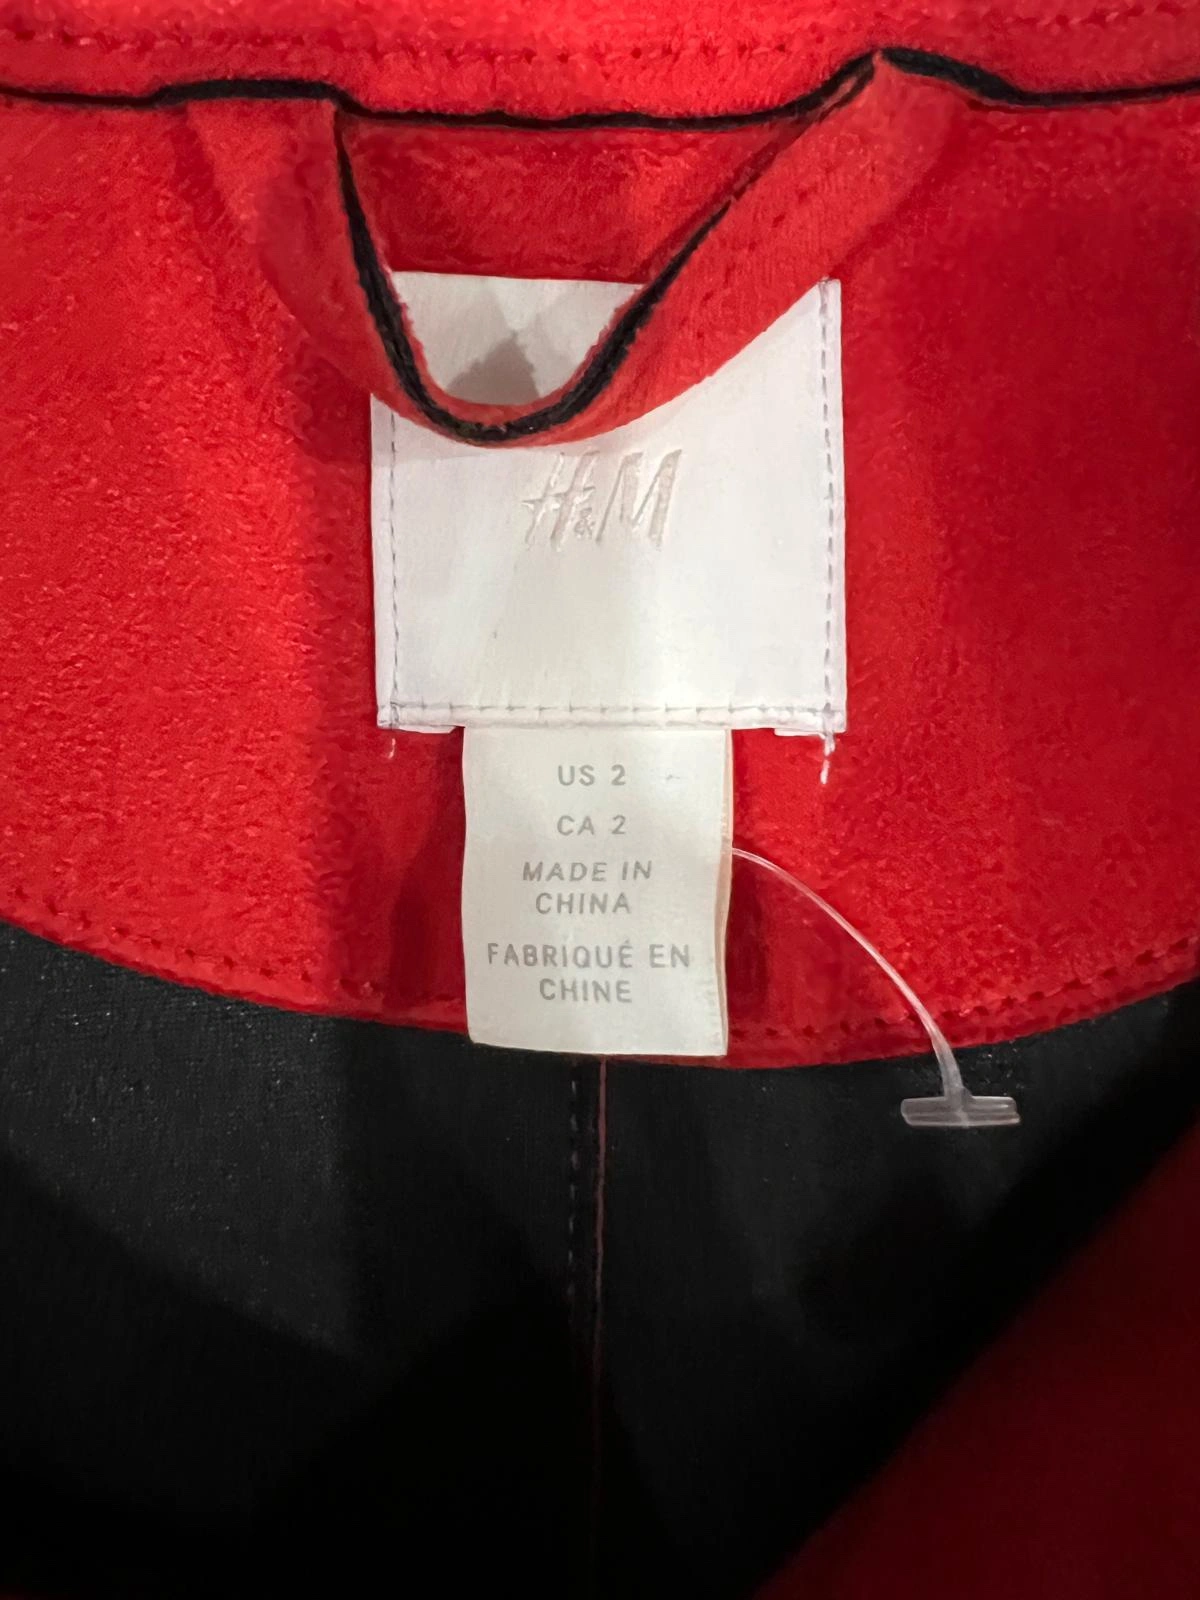 H&M
US 2
CA 2
MADE IN
CHINA
FABRIQUÉ EN
CHINE